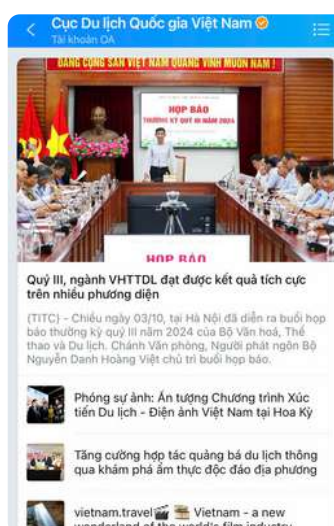 Cục Du lịch Quốc gia Việt Nam
Tài khoản OA
ĐẢNG CỘNG SẢN VIỆT NAM QUANG VINH MUÔN NĂM !
HỌP BÁO
THƯỜNG KỲ QUÝ III NĂM 2024
HỌP BÁO
Quý III, ngành VHTTDL đạt được kết quả tích cực
trên nhiều phương diện
(TITC) - Chiều ngày 03/10, tại Hà Nội đã diễn ra buổi họp
báo thường kỳ quý III năm 2024 của Bộ Văn hoá, Thể
thao và Du lịch. Chánh Văn phòng, Người phát ngôn Bộ
Nguyễn Danh Hoàng Việt chủ trì buổi họp báo.
Phóng sự ảnh: Ấn tượng Chương trình Xúc
tiến Du lịch - Điện ảnh Việt Nam tại Hoa Kỳ
Tăng cường hợp tác quảng bá du lịch thông
qua khám phá ẩm thực độc đáo địa phương
vietnam.travel Vietnam - a new
wonderland of the world's film industry